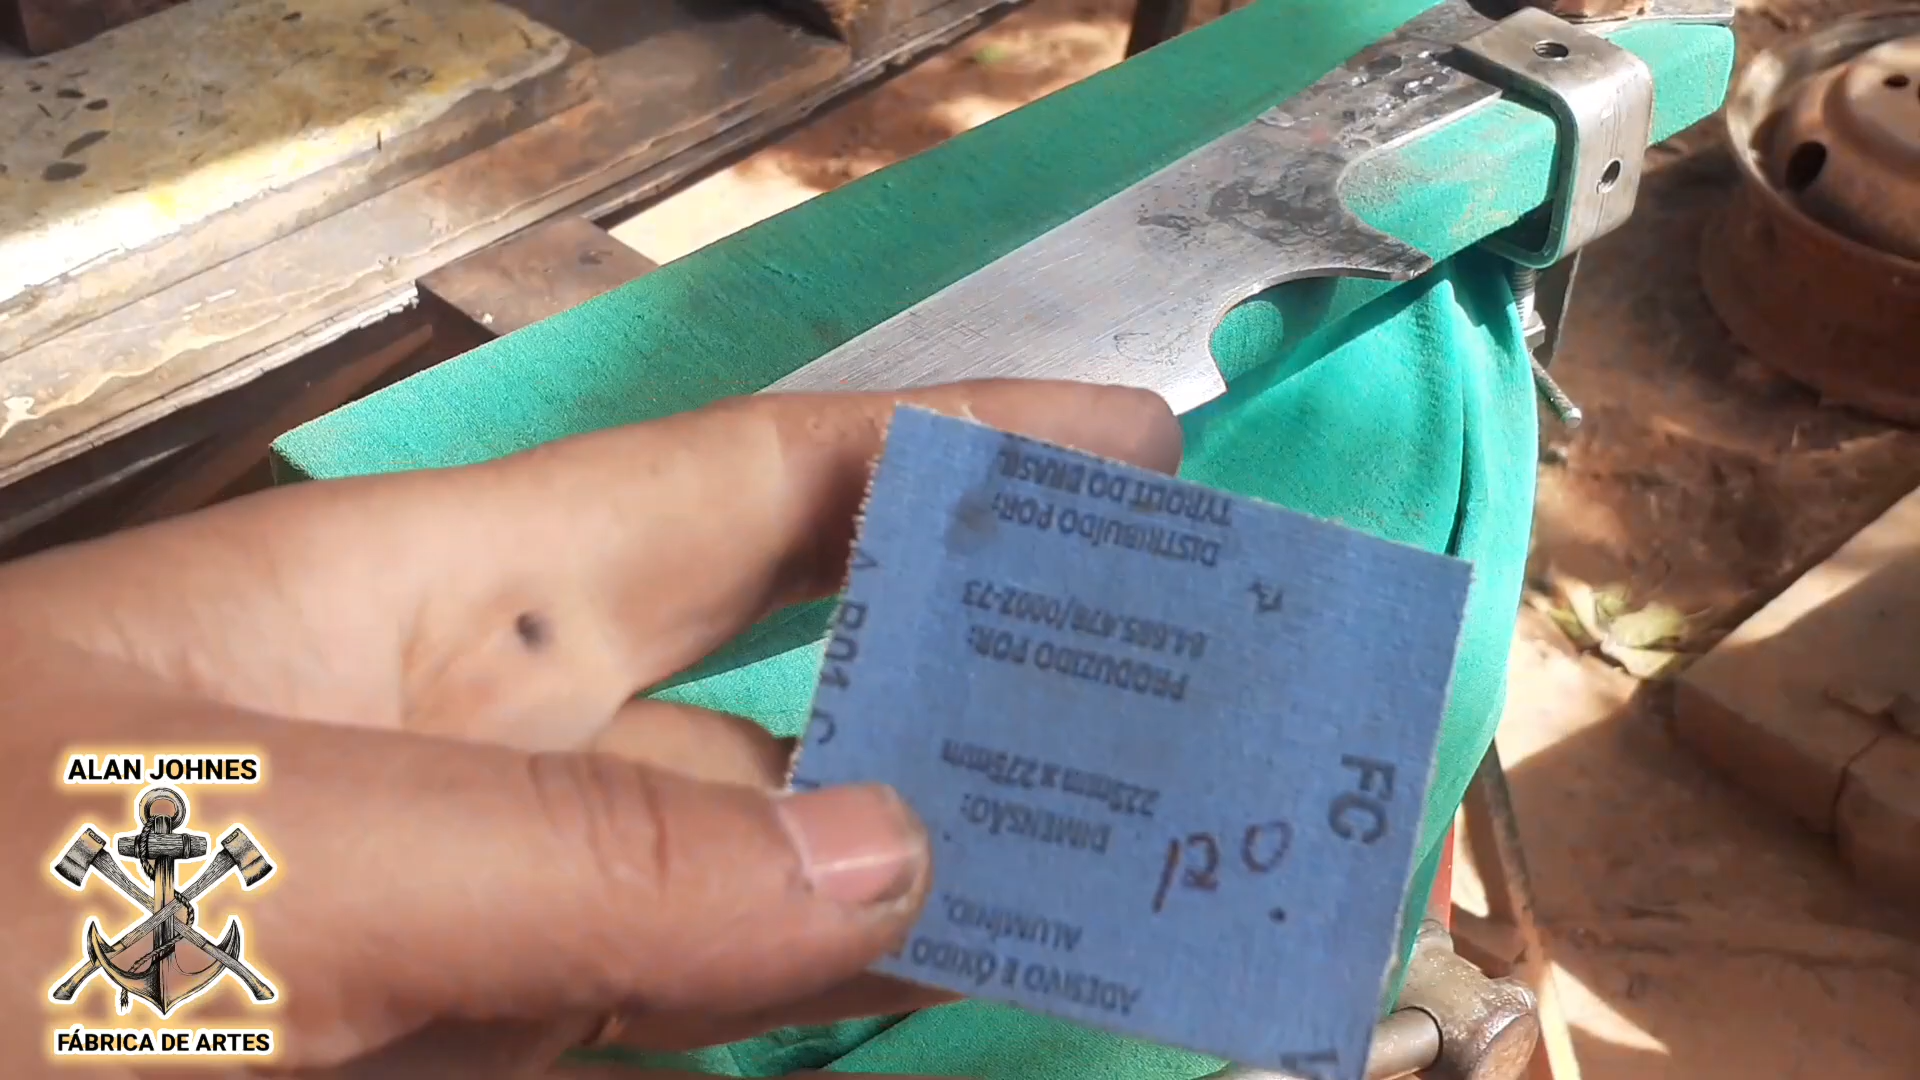 ALAN JOHNES
FÁBRICA DE ARTES
ADESIVO E ÓXIDO
ALUMÍNIO.
DIMENSÃO:
225mm x 275mm
PRODUZIDO POR:
84.685.478/0002-73
DISTRIBUÍDO POR:
TYROLIT DO BRASIL
FC
120